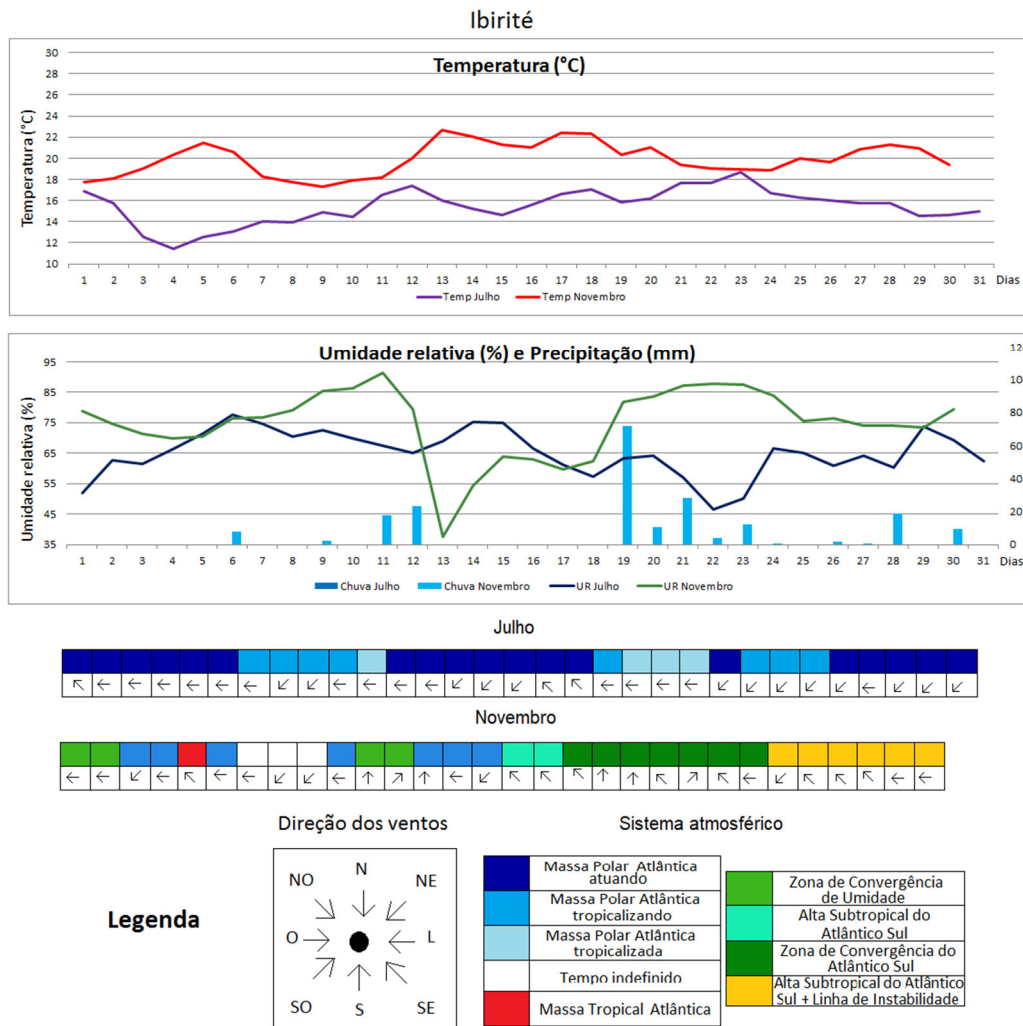 Ibirité
Temperatura (°C)
Temperatura (°C)
30
28
26
24
22
20
18
16
14
12
10
1 2 3 4 5 6 7 8 9 10 11 12 13 14 15 16 17 18 19 20 21 22 23 24 25 26 27 28 29 30 31 Dias
Temp Julho Temp Novembro
Umidade relativa (%) e Precipitação (mm)
Umidade relativa (%)
95
85
75
65
55
45
35
80
60
40
20
0
1 2 3 4 5 6 7 8 9 10 11 12 13 14 15 16 17 18 19 20 21 22 23 24 25 26 27 28 29 30 31 Dias
Chuva Julho Chuva Novembro UR Julho UR Novembro
Julho
Novembro
Direção dos ventos
N
NO NE
O L
SO S SE
Legenda
Sistema atmosférico
Massa Polar Atlântica
atuando
Massa Polar Atlântica
tropicalizando
Massa Polar Atlântica
tropicalizada
Tempo indefinido
Massa Tropical Atlântica
Zona de Convergência
de Umidade
Alta Subtropical do
Atlântico Sul
Zona de Convergência do
Atlântico Sul
Alta Subtropical do Atlântico
Sul + Linha de Instabilidade